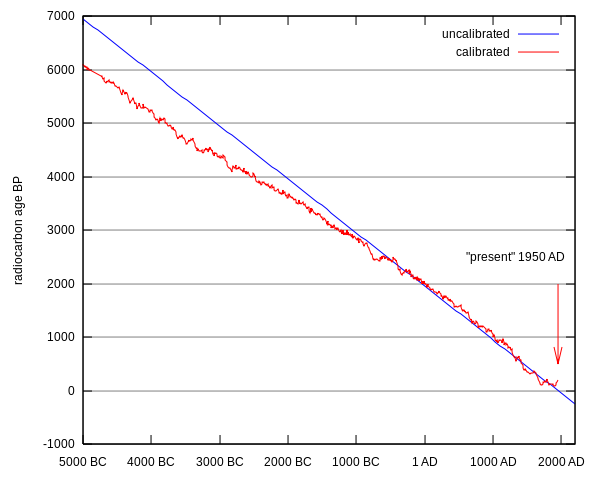 7000
uncalibrated
calibrated
6000
5000
4000
radiocarbon age BP
3000
"present" 1950 AD
2000
1000
0
-1000
5000 BC 4000 BC 3000 BC 2000 BC 1000 BC 1 AD 1000 AD 2000 AD